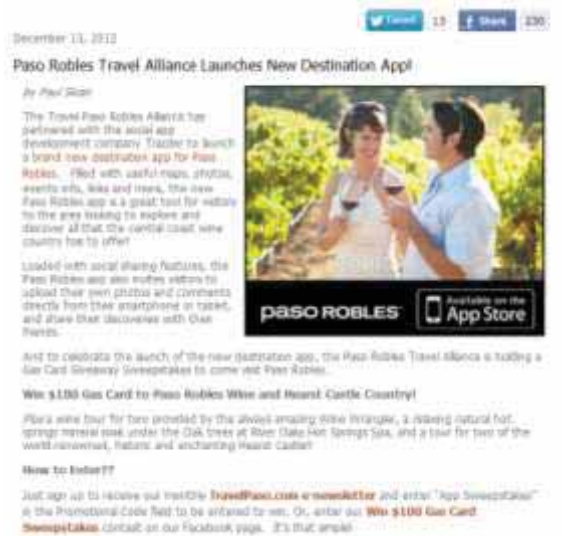 Tweet 13 Share 230
December 13, 2012
Paso Robles Travel Alliance Launches New Destination App!
By Paul
The Travel Paso Robles Alliance has
partnered with the social app
development company to launch
a brand new destination app for Paso
Robles. Filled with useful maps, photos,
events info, links and more, the new
Paso Robles app is a great tool for visitors
to the area looking to explore and
discover all that the central coast wine
country has to offer!
Loaded with social sharing features, the
Paso Robles app also invites visitors to
upload their own photos and comments
directly from their smartphone or tablet,
and share their discoveries with their
friends.
PASO ROBLES
Available on the
App Store
And to celebrate the launch of the new destination app, the Paso Robles Travel Alliance is holding a
Gas Card Giveaway Sweepstakes to come visit Paso Robles.
Win $100 Gas Card to Paso Robles Wine and Hearst Castle Country!
Plus a wine tour for two provided by the always amazing Wine Wrangler, a relaxing natural hot
springs mineral soak under the Oak trees at River Oaks Hot Springs Spa, and a tour for two of the
world renowned, historic and enchanting Hearst Castle!
How to Enter??
Just sign up to receive our monthly TravelPaso.com e-newsletter and enter "App Sweepstakes"
in the Promotional Code field to be entered to win. Or, enter our Win $100 Gas Card
Sweepstakes contest on our Facebook page. It's that simple!